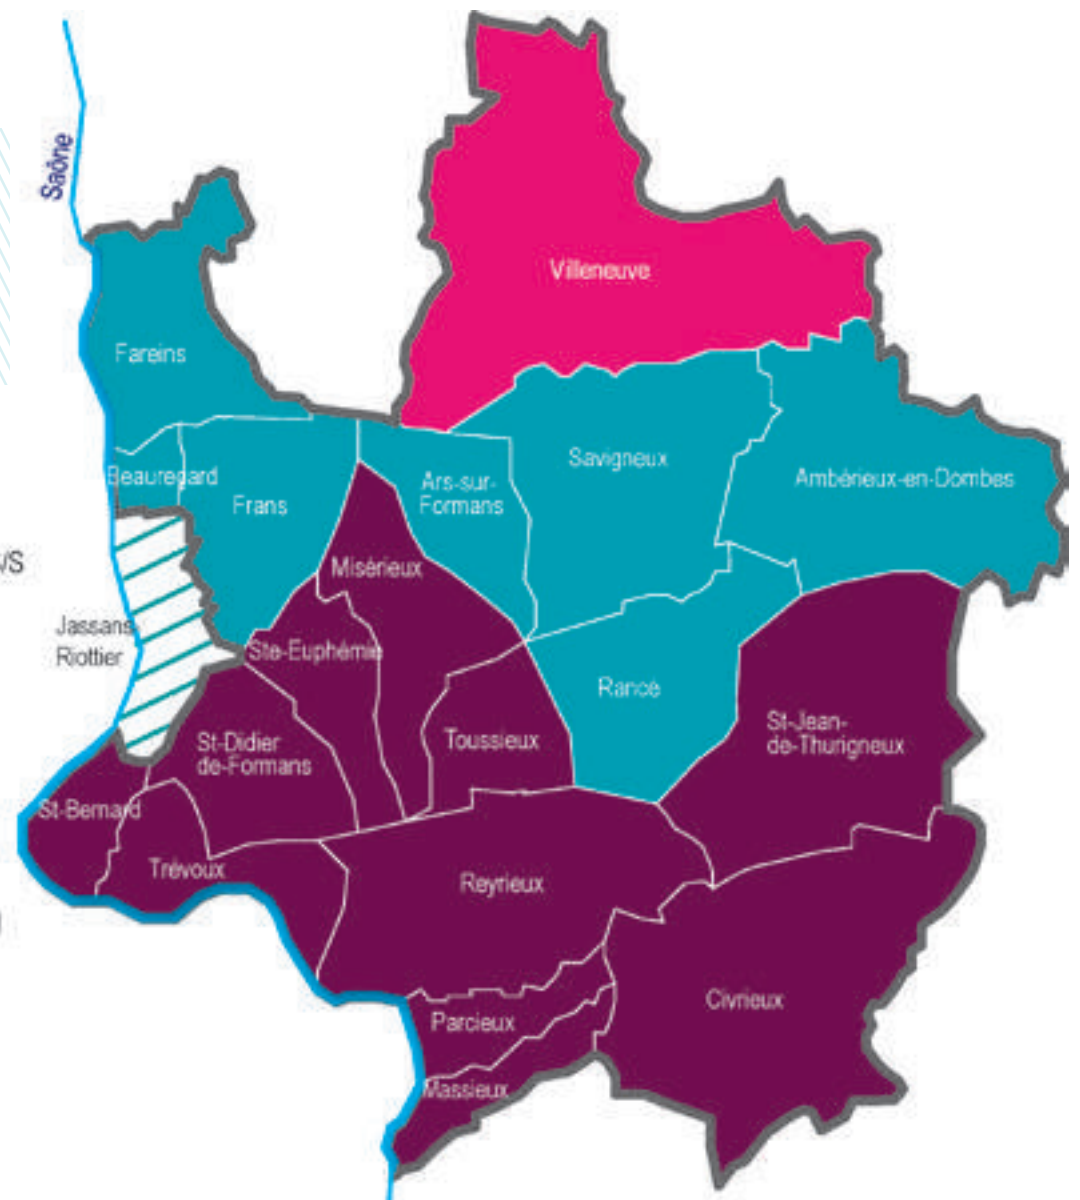 Saône
Villeneuve
Fareins
Savigneux
Beauregard
Ars-sur-
Formans
Ambérieux-en-Dombes
Frans
/S
Misérieux
Jassans-
Riottier
Ste-Euphémie
Rancé
St-Jean-
de-Thurigneux
St-Didier
de-Formans
Toussieux
St-Bernard
Trévoux
Reyrieux
Civrieux
Parcieux
Massieux